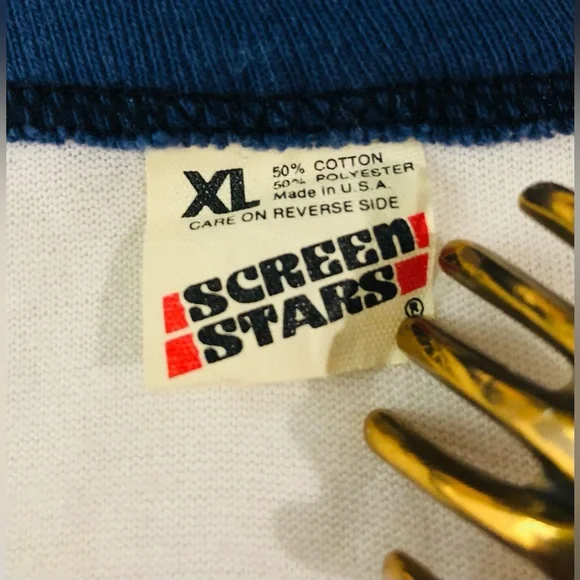 XL
50% COTTON
50% POLYESTER
Made in U.S.A.
CARE ON REVERSE SIDE
SCREEN
STARS
®